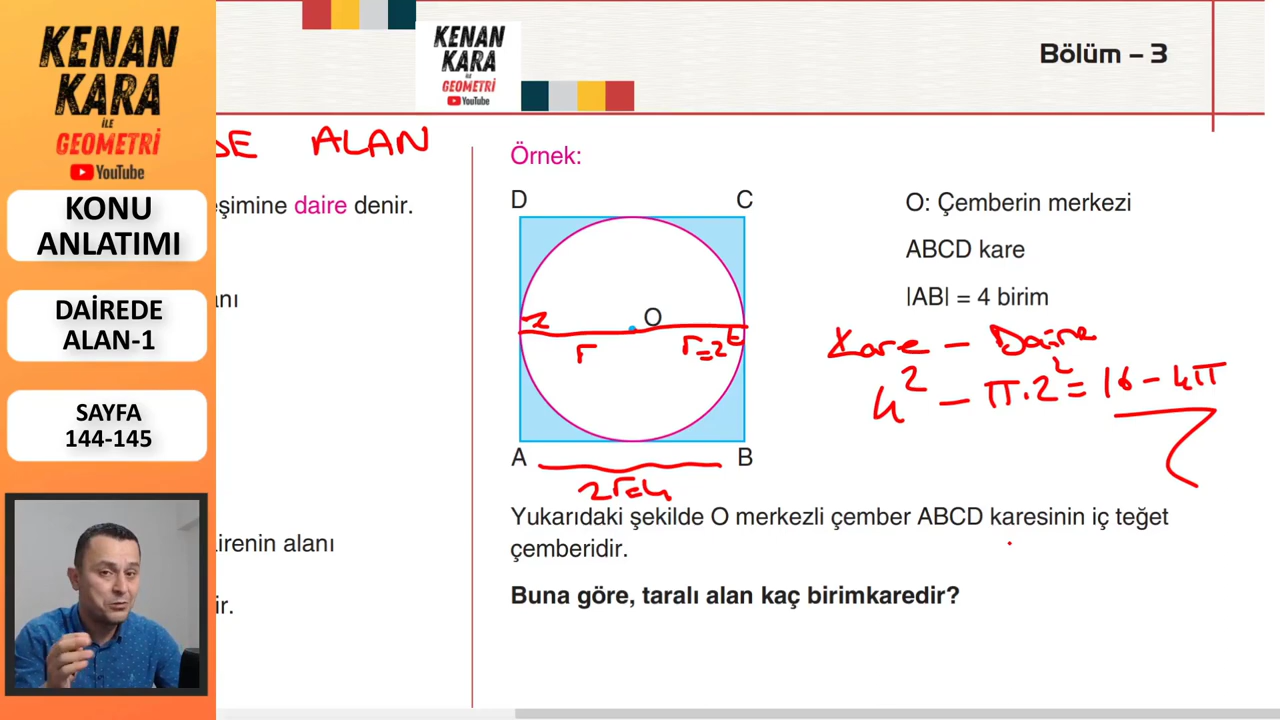 KENAN
KARA
İLE
GEOMETRİ
YouTube
KONU
ANLATIMI
DAİREDE
ALAN-1
SAYFA
144-145
KENAN
KARA
İLE
GEOMETRİ
YouTube
Bölüm – 3
DE ALAN
eşimine daire denir.
anı
irenin alanı
ir.
Örnek:
D
C
O
r
r=2
A
B
2r=4
O: Çemberin merkezi
ABCD kare
|AB| = 4 birim
Kare – Daire
4² – π·2² = 16 – 4π
Yukarıdaki şekilde O merkezli çember ABCD karesinin iç teğet
çemberidir.
Buna göre, taralı alan kaç birimkaredir?